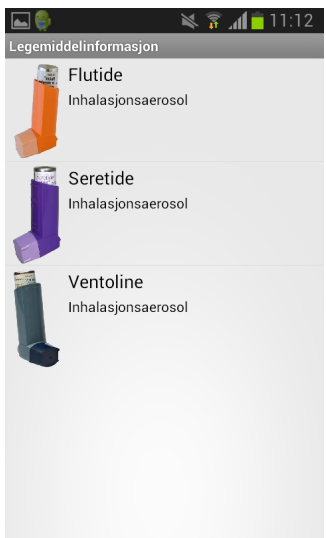 11:12
Legemiddelinformasjon
Flutide
Inhalasjonsaerosol
Seretide
Inhalasjonsaerosol
Ventoline
Inhalasjonsaerosol